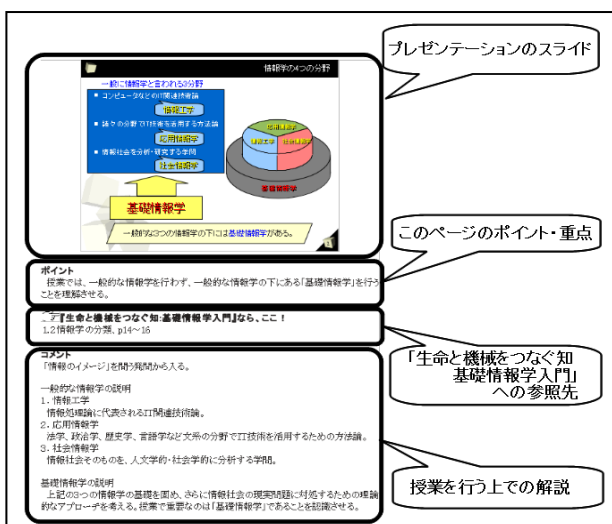 プレゼンテーションのスライド
情報学の4つの分野
一般に情報学と言われる3分野
■ コンピュータなどのIT関連技術論
情報工学
■ 諸々の分野でIT技術を活用する方法論
応用情報学
■ 情報社会を分析・研究する学問
社会情報学
応用情報学
情報工学
社会情報学
基礎情報学
基礎情報学
一般的な3つの情報学の下には基礎情報学がある。
このページのポイント・重点
ポイント
授業では、一般的な情報学を行わず、一般的な情報学の下にある「基礎情報学」を行う
ことを理解させる。
『生命と機械をつなぐ知:基礎情報学入門』なら、ここ！
1.2情報学の分類、p14～16
「生命と機械をつなぐ知
基礎情報学入門」
への参照先
コメント
「情報のイメージ」を問う発問から入る。
一般的な情報学の説明
1. 情報工学
情報処理論に代表されるIT関連技術論。
2. 応用情報学
法学、政治学、歴史学、言語学など文系の分野でIT技術を活用するための方法論。
3. 社会情報学
情報社会そのものを、人文学的・社会学的に分析する学問。
基礎情報学の説明
上記の3つの情報学の基礎を固め、さらに情報社会の現実問題に対処するための理論
的なアプローチを考える。授業で重要なのは「基礎情報学」であることを認識させる。
授業を行う上での解説